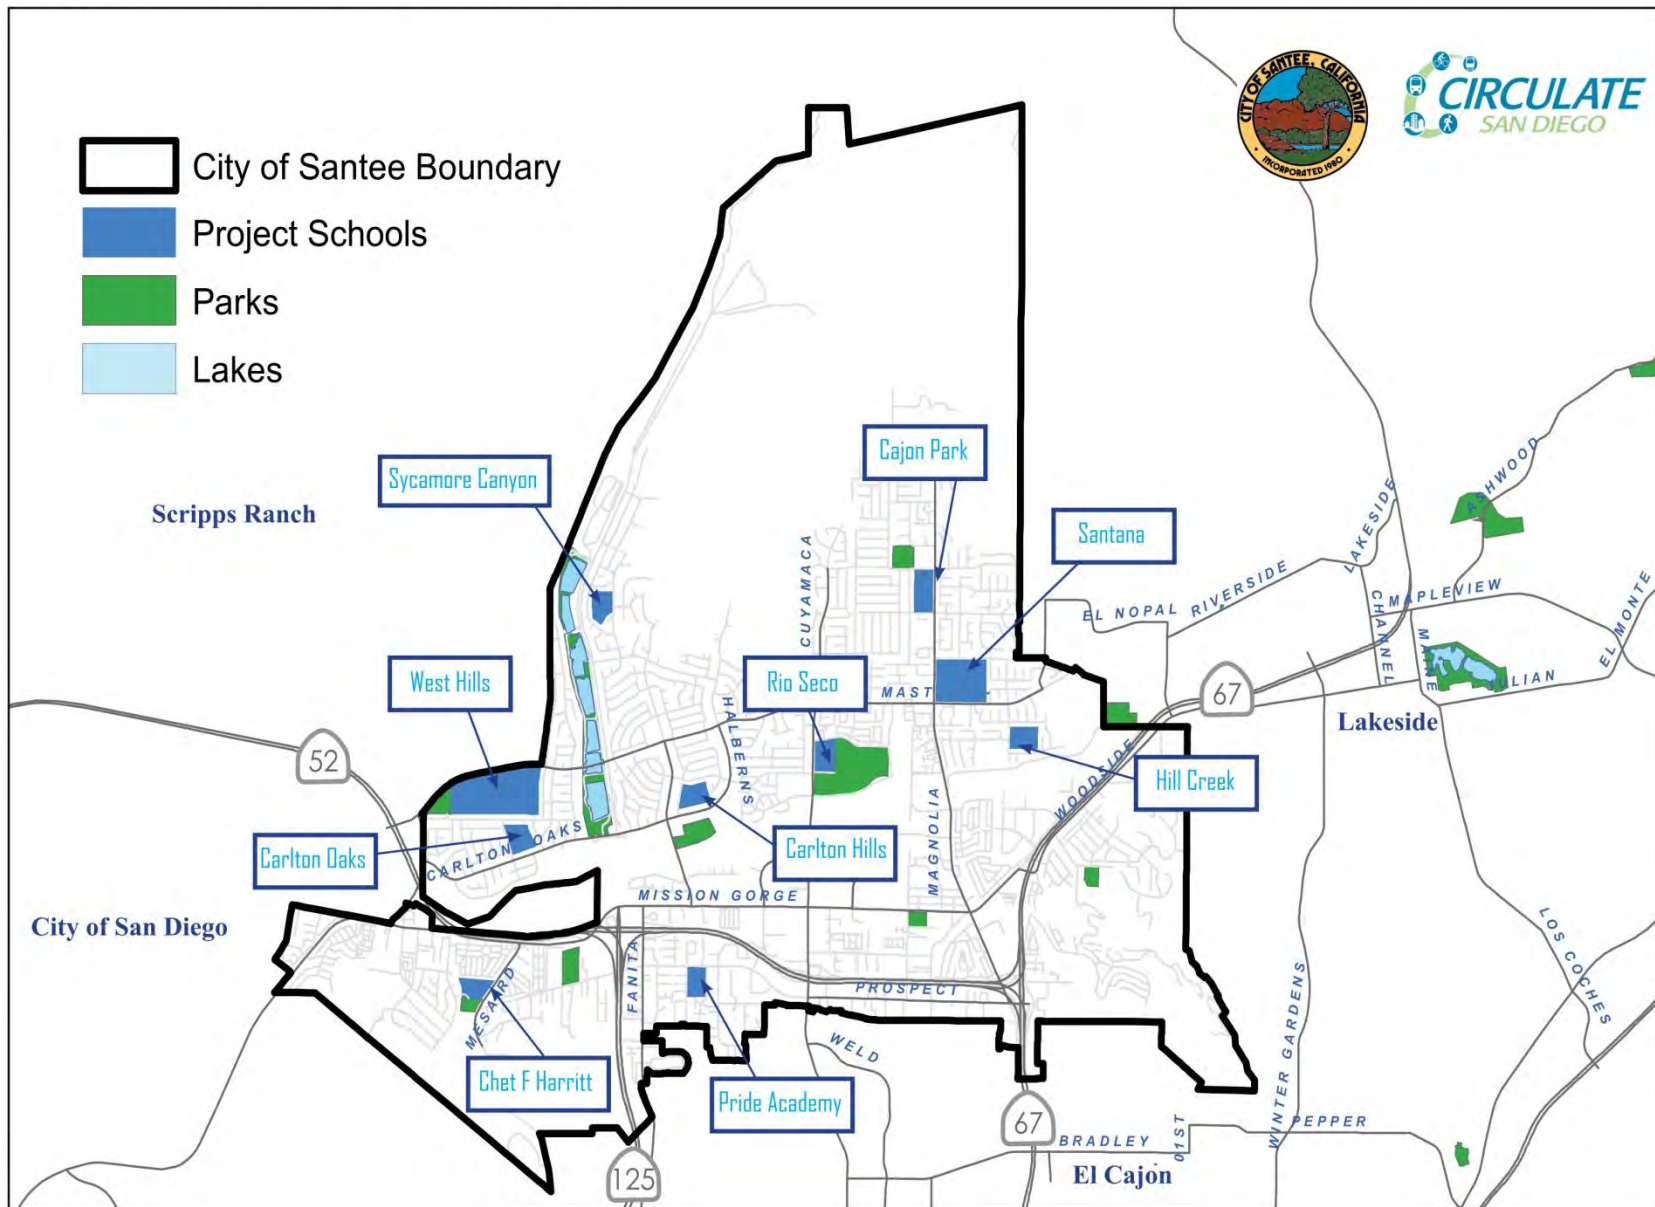 CITY OF SANTEE, CALIFORNIA
INCORPORATED 1980
CIRCULATE
SAN DIEGO
City of Santee Boundary
Project Schools
Parks
Lakes
Scripps Ranch
Sycamore Canyon
Cajon Park
Santana
West Hills
Rio Seco
Hill Creek
Carlton Oaks
Carlton Hills
Chet F Harritt
Pride Academy
City of San Diego
Lakeside
El Cajon
CUYAMACA
MAST
HALBERNS
MAGNOLIA
WOODSIDE
CARLTON OAKS
MISSION GORGE
FANITA
MESA
PROSPECT
WELD
BRADLEY
01ST
PEPPER
WINTER GARDENS
LOS COCHES
EL NOPAL
RIVERSIDE
LAKESIDE
CHANNEL
MAPLEVIEW
MAINE
JULIAN
EL MONTE
ASHWOOD
52
67
67
125